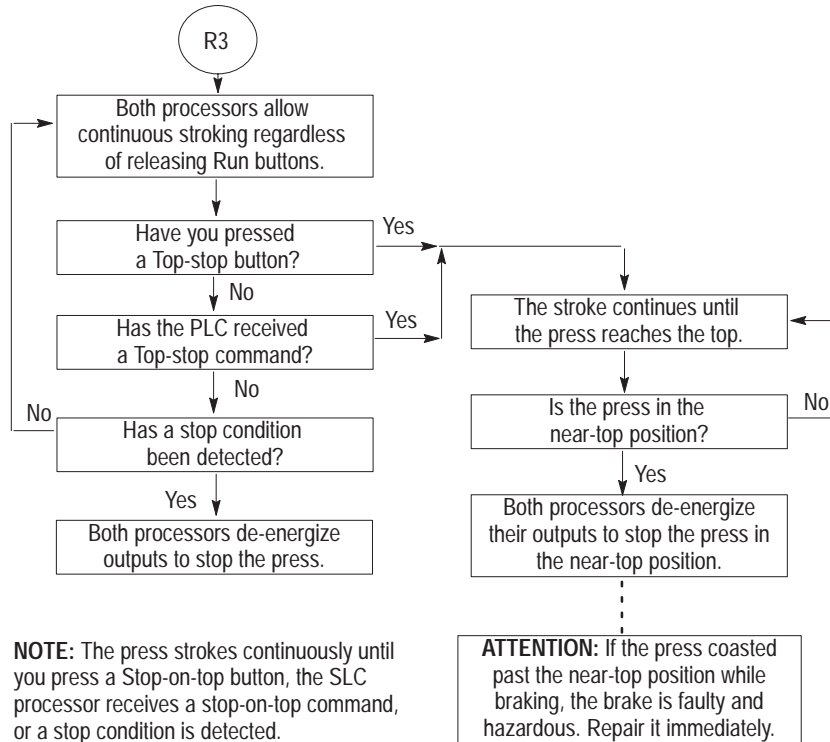 R3
Both processors allow
continuous stroking regardless
of releasing Run buttons.
Have you pressed
a Top-stop button?
Yes
No
Has the PLC received
a Top-stop command?
Yes
No
No
Has a stop condition
been detected?
Yes
Both processors de-energize
outputs to stop the press.
The stroke continues until
the press reaches the top.
Is the press in the
near-top position?
No
Yes
Both processors de-energize
their outputs to stop the press in
the near-top position.
NOTE: The press strokes continuously until
you press a Stop-on-top button, the SLC
processor receives a stop-on-top command,
or a stop condition is detected.
ATTENTION: If the press coasted
past the near-top position while
braking, the brake is faulty and
hazardous. Repair it immediately.